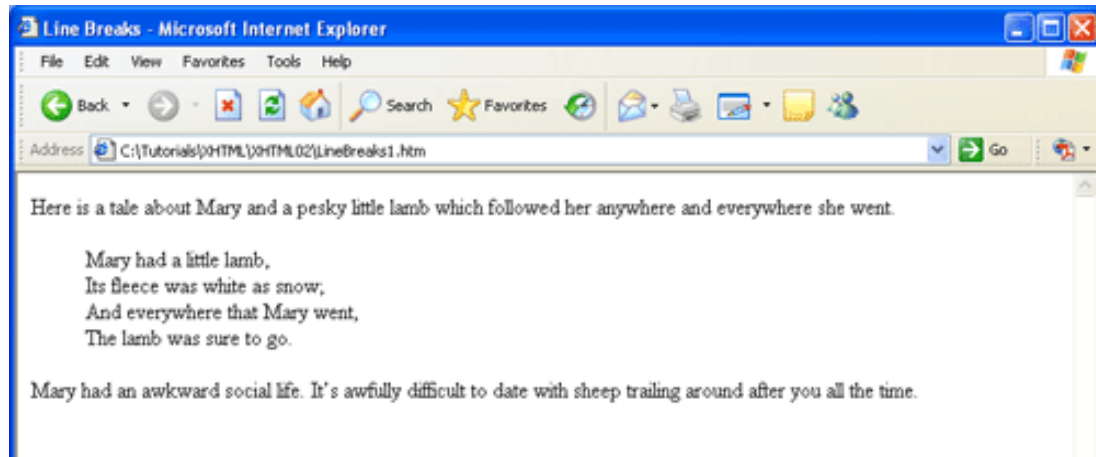 Line Breaks - Microsoft Internet Explorer
File Edit View Favorites Tools Help
Back Search Favorites
Address C:\Tutorials\XHTML\XHTML02\LineBreaks1.htm Go
Here is a tale about Mary and a pesky little lamb which followed her anywhere and everywhere she went.
Mary had a little lamb,
Its fleece was white as snow;
And everywhere that Mary went,
The lamb was sure to go.
Mary had an awkward social life. It's awfully difficult to date with sheep trailing around after you all the time.